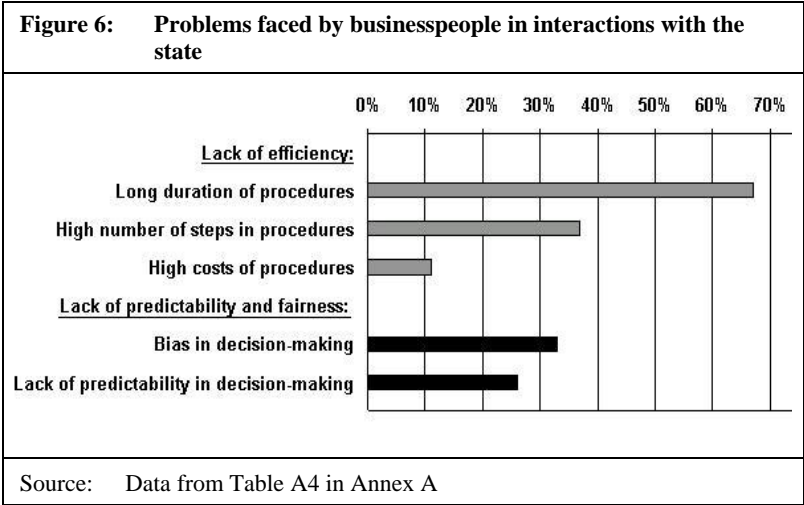 Figure 6: Problems faced by businesspeople in interactions with the
state
0% 10% 20% 30% 40% 50% 60% 70%
Lack of efficiency:
Long duration of procedures
High number of steps in procedures
High costs of procedures
Lack of predictability and fairness:
Bias in decision-making
Lack of predictability in decision-making
Source: Data from Table A4 in Annex A